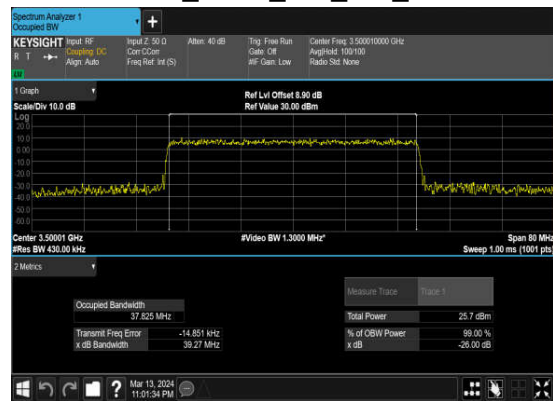 Spectrum Analyzer 1
Occupied BW
+
KEYSIGHT Input: RF Input Z: 50 Ω Atten: 40 dB Trig: Free Run Center Freq: 3.500010000 GHz
R T Coupling: DC Corr CCorr Gate: Off Avg|Hold: 100/100
Align: Auto Freq Ref: Int (S) #IF Gain: Low Radio Std: None
1 Graph
Ref Lvl Offset 8.90 dB
Scale/Div 10.0 dB Ref Value 30.00 dBm
Log
20.0
10.0
0.00
-10.0
-20.0
-30.0
-40.0
-50.0
-60.0
Center 3.50001 GHz #Video BW 1.3000 MHz* Span 80 MHz
#Res BW 430.00 kHz Sweep 1.00 ms (1001 pts)
2 Metrics
Measure Trace Trace 1
Occupied Bandwidth
37.825 MHz Total Power 25.7 dBm
Transmit Freq Error -14.851 kHz % of OBW Power 99.00 %
x dB Bandwidth 39.27 MHz x dB -26.00 dB
? Mar 13, 2024
11:01:34 PM